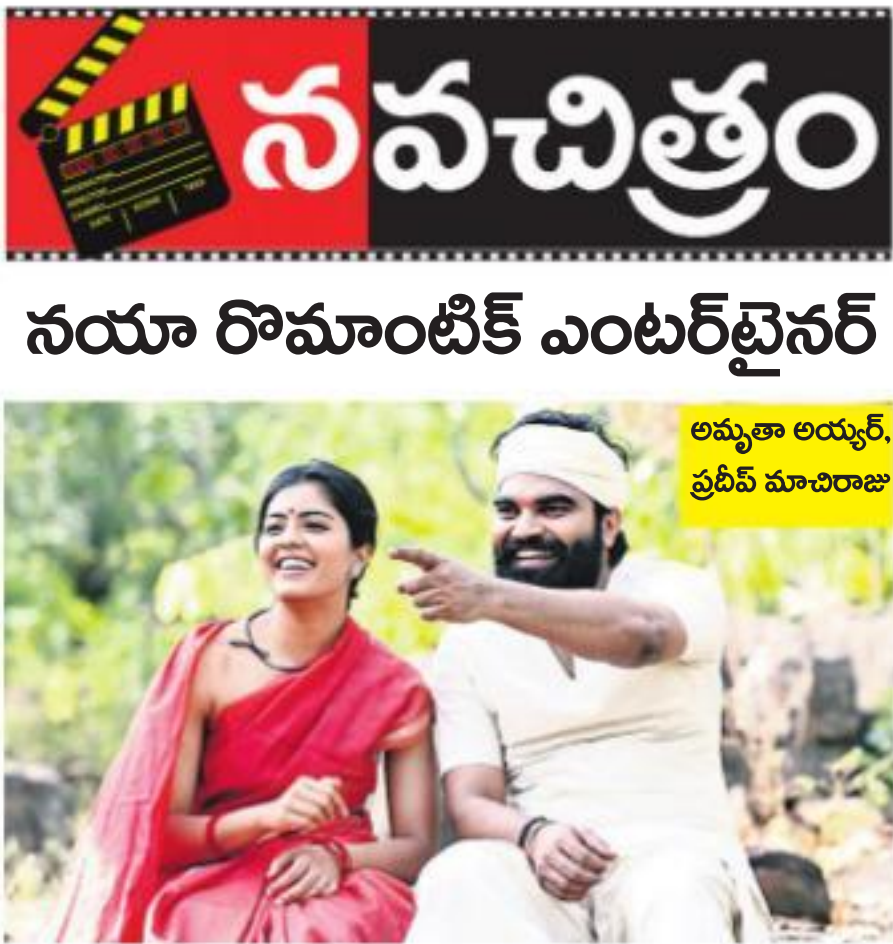 నవచిత్రం
నయా రొమాంటిక్ ఎంటర్‌టైనర్
అమృతా అయ్యర్,
ప్రదీప్ మాచిరాజు